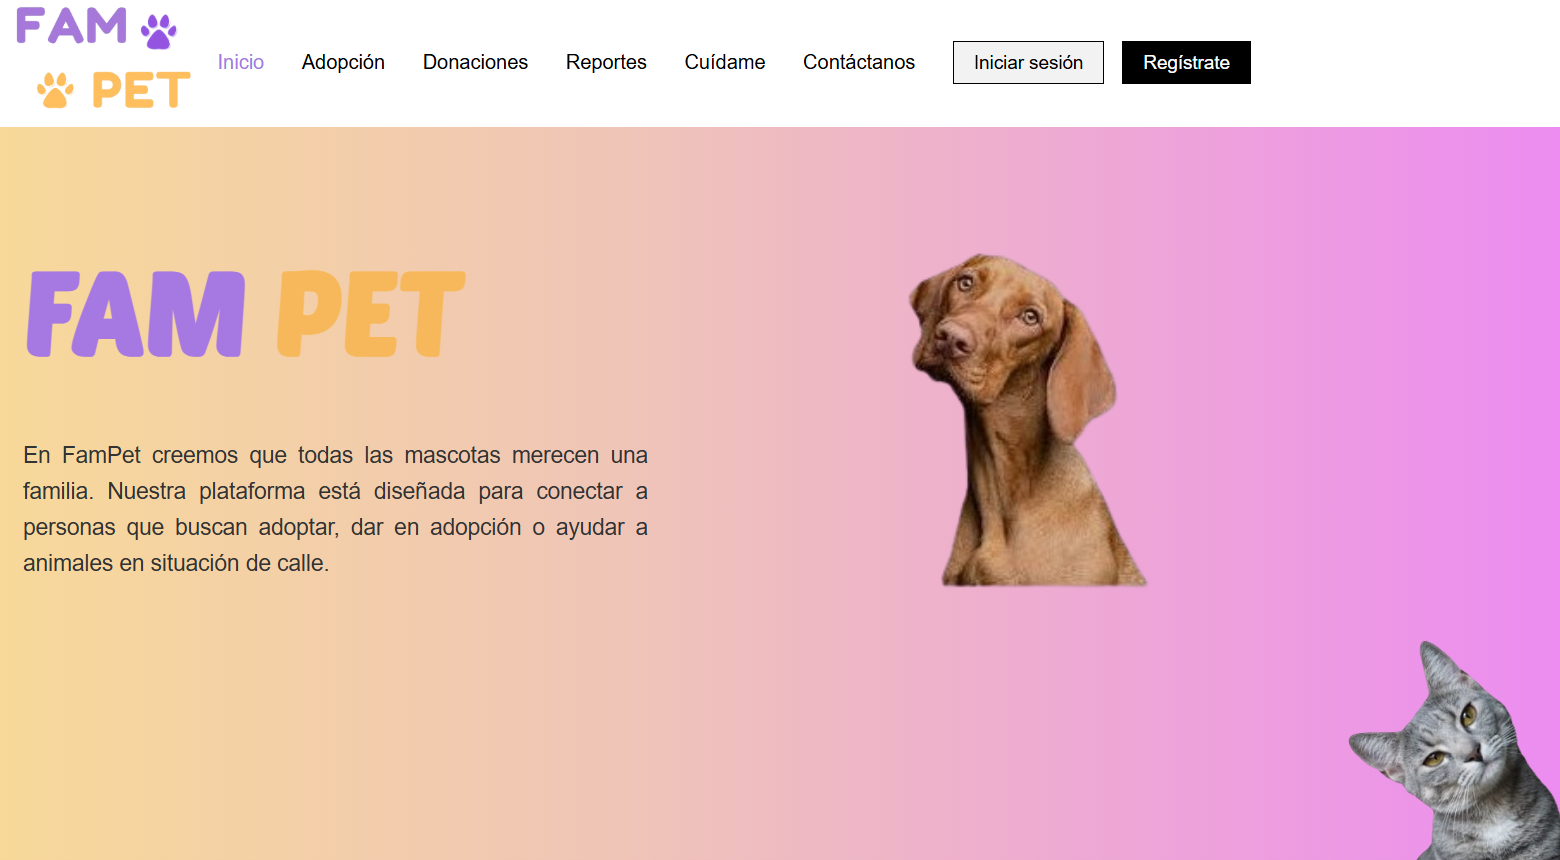 FAM
PET
Inicio
Adopción
Donaciones
Reportes
Cuídame
Contáctanos
Iniciar sesión
Regístrate
FAM PET
En FamPet creemos que todas las mascotas merecen una
familia. Nuestra plataforma está diseñada para conectar a
personas que buscan adoptar, dar en adopción o ayudar a
animales en situación de calle.